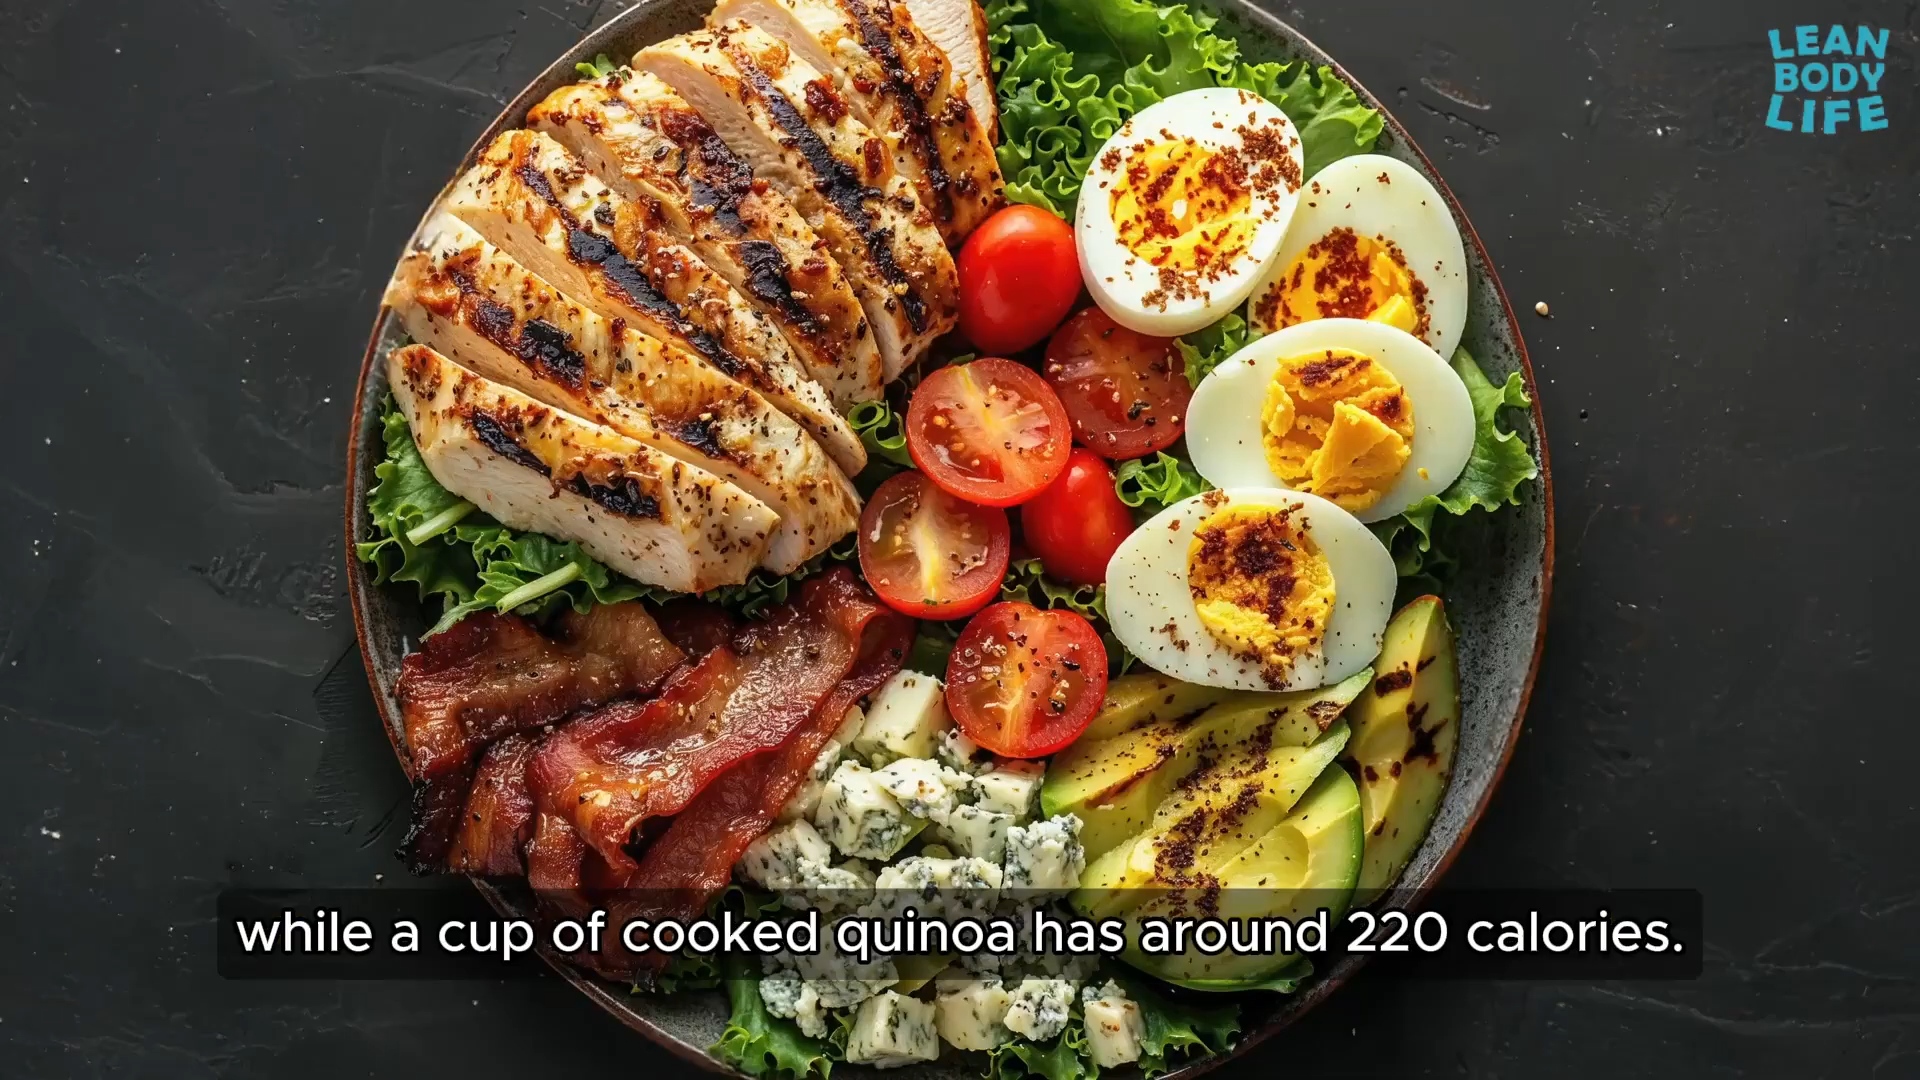 LEAN
BODY
LIFE
while a cup of cooked quinoa has around 220 calories.